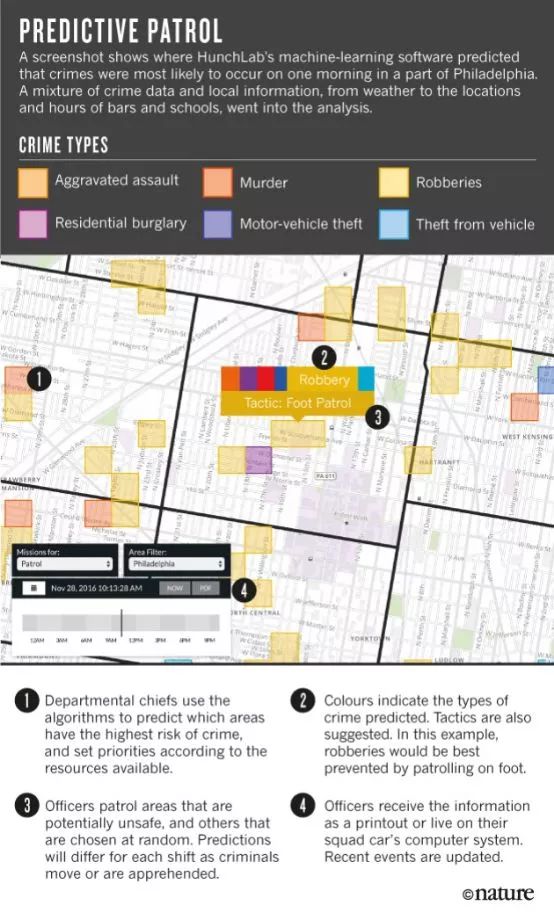 PREDICTIVE PATROL
A screenshot shows where HunchLab's machine-learning software predicted
that crimes were most likely to occur on one morning in a part of Philadelphia.
A mixture of crime data and local information, from weather to the locations
and hours of bars and schools, went into the analysis.
CRIME TYPES
Aggravated assault
Murder
Robberies
Residential burglary
Motor-vehicle theft
Theft from vehicle
2
1
Robbery
Tactic: Foot Patrol
3
WEST KENSING
HARTRANFT
PA 611
MANSION
Missions for:
Patrol
Area Filter:
Philadelphia
Nov 28, 2016 10:13:28 AM
NOW
PDF
4
12AM 3AM 6AM 9AM 12PM 3PM 6PM 9PM
RTH CENTRAL
YORKTOWN
LUDLOW
1 Departmental chiefs use the
algorithms to predict which areas
have the highest risk of crime,
and set priorities according to the
resources available.
2 Colours indicate the types of
crime predicted. Tactics are also
suggested. In this example,
robberies would be best
prevented by patrolling on foot.
3 Officers patrol areas that are
potentially unsafe, and others that
are chosen at random. Predictions
will differ for each shift as criminals
move or are apprehended.
4 Officers receive the information
as a printout or live on their
squad car's computer system.
Recent events are updated.
©nature